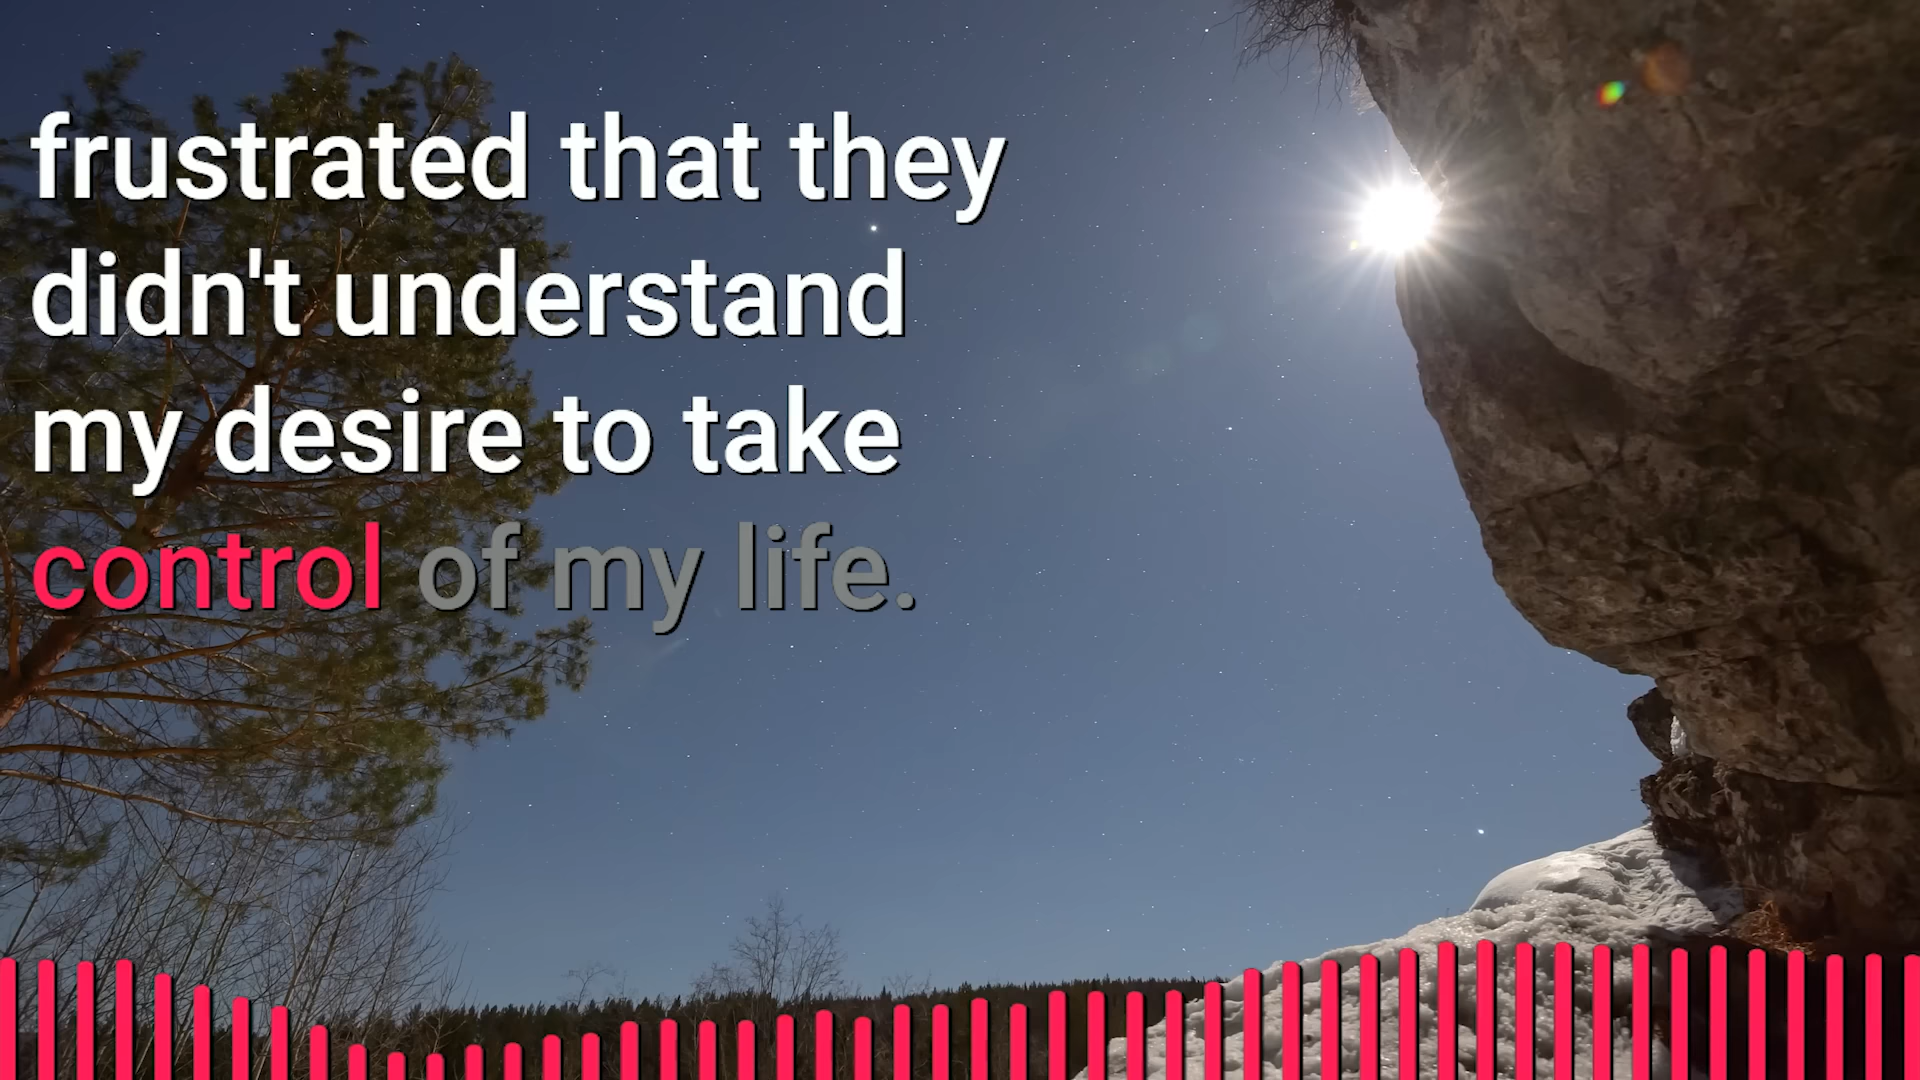 frustrated that they
didn't understand
my desire to take
control of my life.